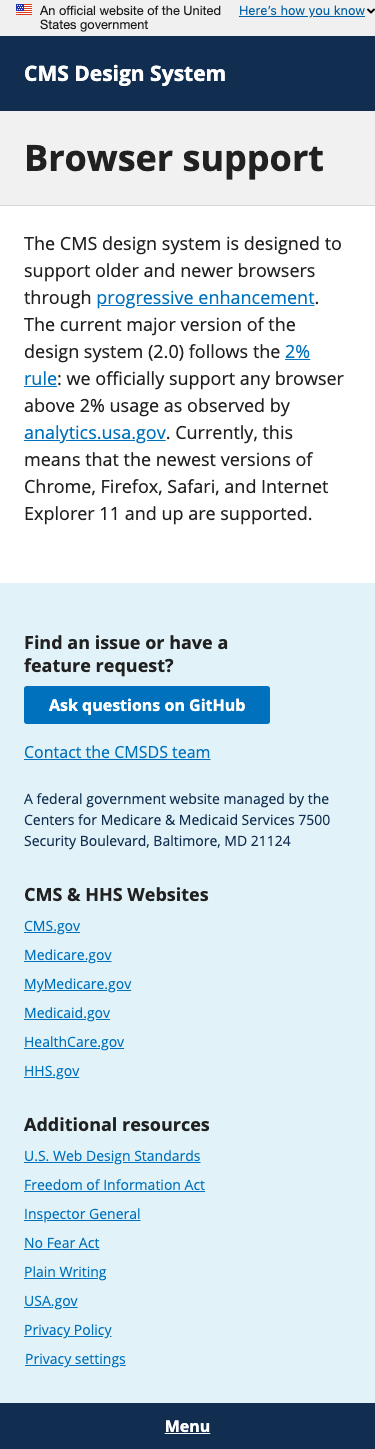 An official website of the United
States government
Here's how you know
CMS Design System
Browser support
The CMS design system is designed to
support older and newer browsers
through progressive enhancement.
The current major version of the
design system (2.0) follows the 2%
rule: we officially support any browser
above 2% usage as observed by
analytics.usa.gov. Currently, this
means that the newest versions of
Chrome, Firefox, Safari, and Internet
Explorer 11 and up are supported.
Find an issue or have a
feature request?
Ask questions on GitHub
Contact the CMSDS team
A federal government website managed by the
Centers for Medicare & Medicaid Services 7500
Security Boulevard, Baltimore, MD 21124
CMS & HHS Websites
CMS.gov
Medicare.gov
MyMedicare.gov
Medicaid.gov
HealthCare.gov
HHS.gov
Additional resources
U.S. Web Design Standards
Freedom of Information Act
Inspector General
No Fear Act
Plain Writing
USA.gov
Privacy Policy
Privacy settings
Menu